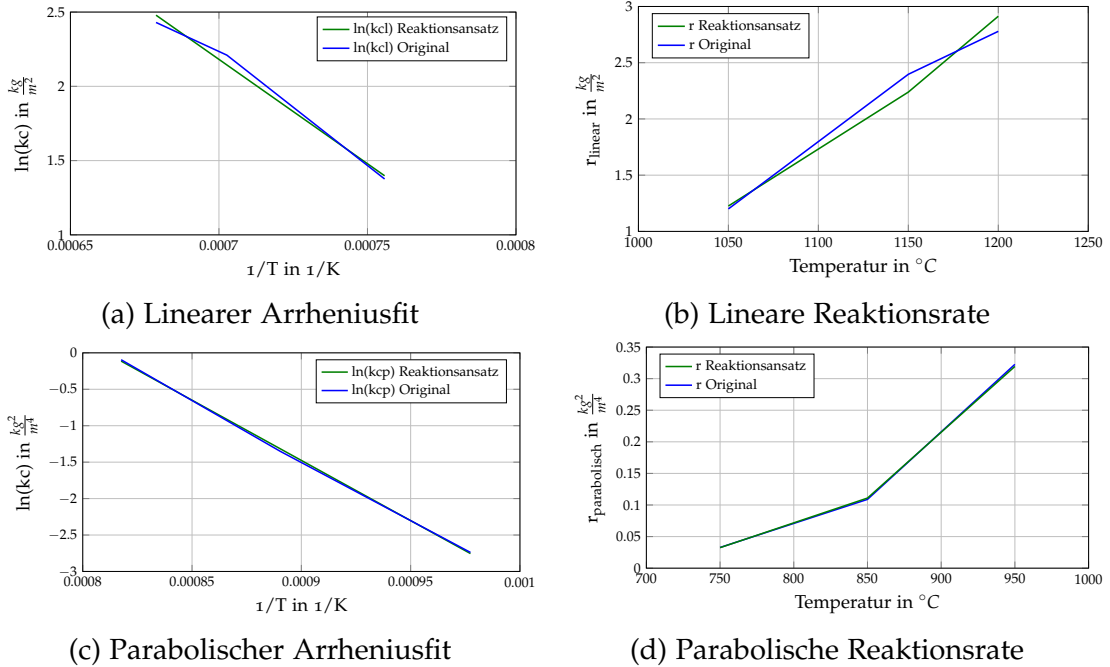 2.5
2
1.5
1
0.00065
0.0007
0.00075
0.0008
ln(kc) in kg/m²
1/T in 1/K
ln(kcl) Reaktionsansatz
ln(kcl) Original
(a) Linearer Arrheniusfit
3
2.5
2
1.5
1
1000
1050
1100
1150
1200
1250
r_linear in kg/m²
Temperatur in °C
r Reaktionsansatz
r Original
(b) Lineare Reaktionsrate
0
−0.5
−1
−1.5
−2
−2.5
−3
0.0008
0.00085
0.0009
0.00095
0.001
ln(kc) in kg²/m⁴
1/T in 1/K
ln(kcp) Reaktionsansatz
ln(kcp) Original
(c) Parabolischer Arrheniusfit
0.35
0.3
0.25
0.2
0.15
0.1
0.05
0
700
750
800
850
900
950
1000
r_parabolisch in kg²/m⁴
Temperatur in °C
r Reaktionsansatz
r Original
(d) Parabolische Reaktionsrate